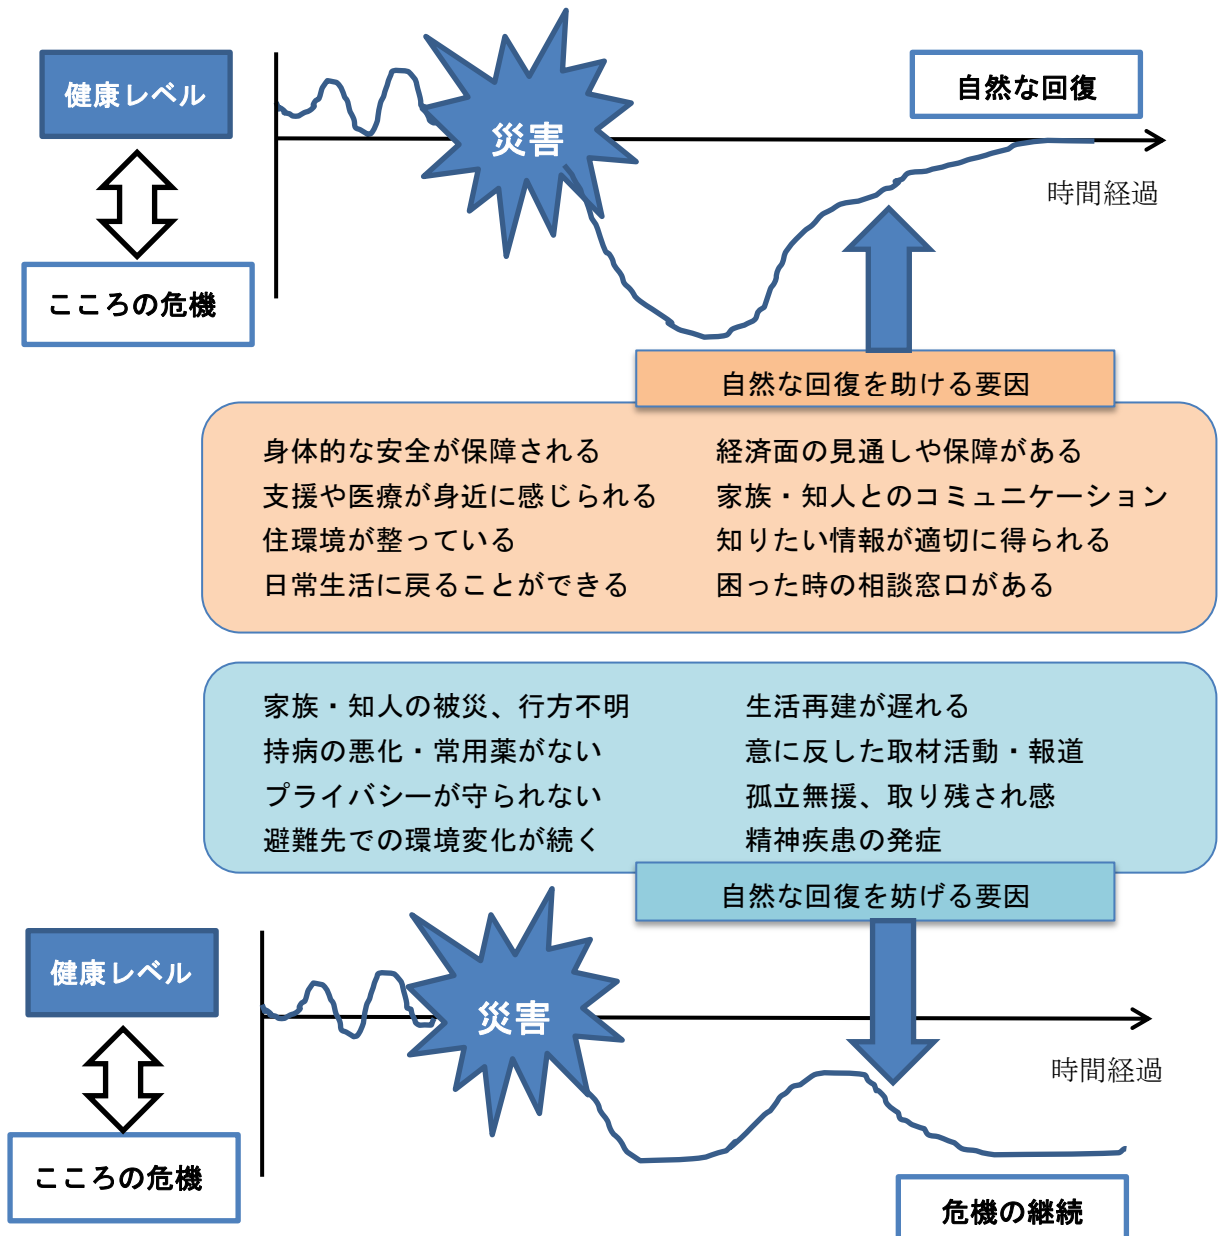 健康レベル
災害
自然な回復
時間経過
こころの危機
自然な回復を助ける要因
身体的な安全が保障される
支援や医療が身近に感じられる
住環境が整っている
日常生活に戻ることができる
経済面の見通しや保障がある
家族・知人とのコミュニケーション
知りたい情報が適切に得られる
困った時の相談窓口がある
家族・知人の被災、行方不明
持病の悪化・常用薬がない
プライバシーが守られない
避難先での環境変化が続く
生活再建が遅れる
意に反した取材活動・報道
孤立無援、取り残され感
精神疾患の発症
自然な回復を妨げる要因
健康レベル
災害
時間経過
こころの危機
危機の継続